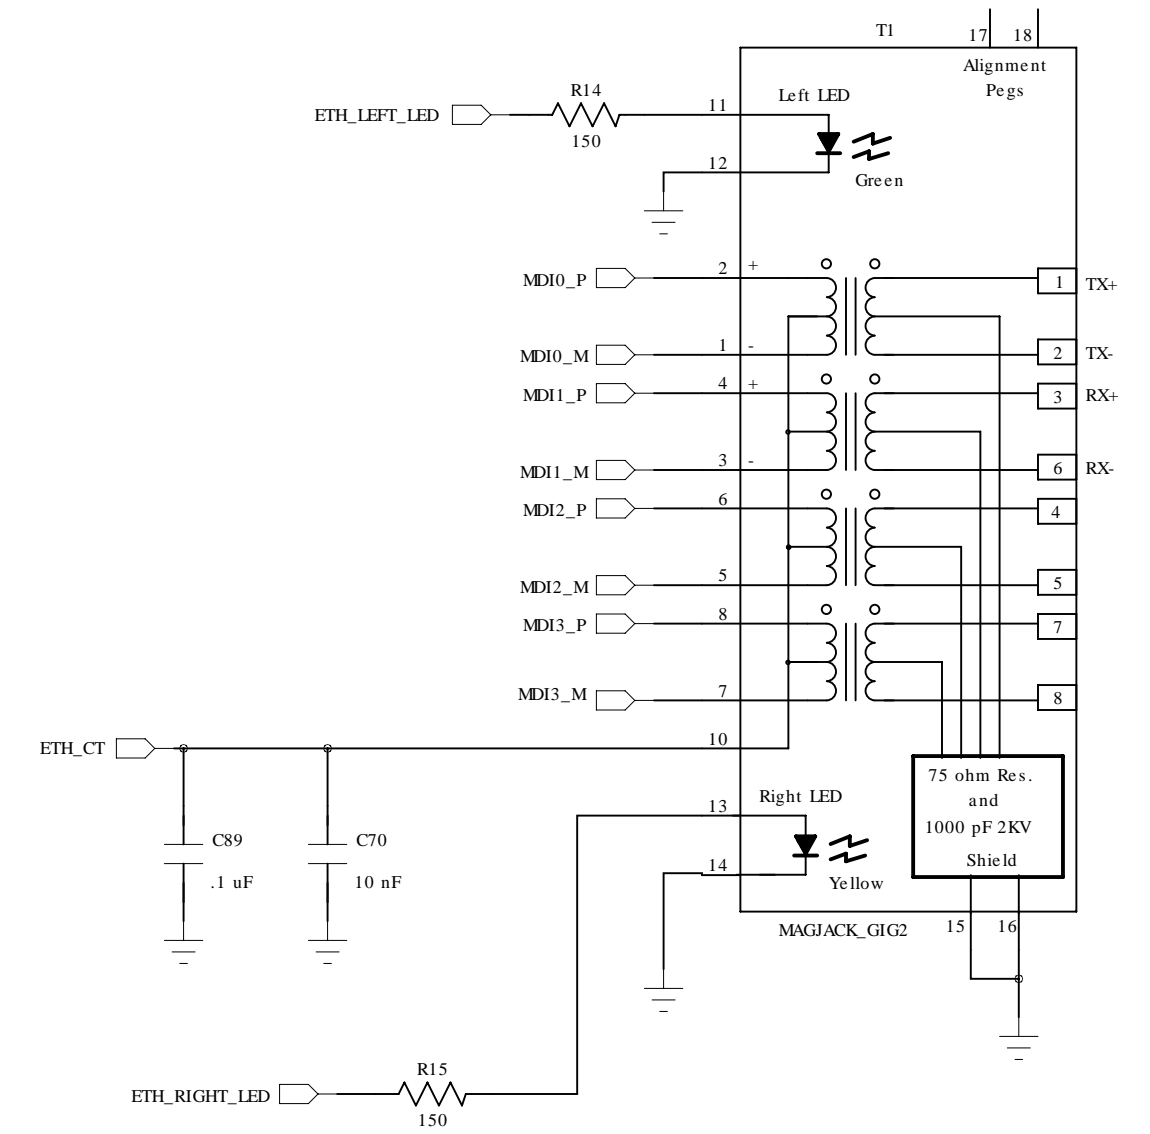 T1
17
18
Alignment
Pegs
Left LED
R14
11
ETH_LEFT_LED
150
12
Green
MDI0_P
2
+
1
TX+
MDI0_M
1
-
2
TX-
MDI1_P
4
+
3
RX+
MDI1_M
3
-
6
RX-
MDI2_P
6
4
MDI2_M
5
5
MDI3_P
8
7
MDI3_M
7
8
ETH_CT
10
75 ohm Res.
and
1000 pF 2KV
Shield
Right LED
13
C89
C70
14
.1 uF
10 nF
Yellow
MAGJACK_GIG2
15
16
R15
ETH_RIGHT_LED
150